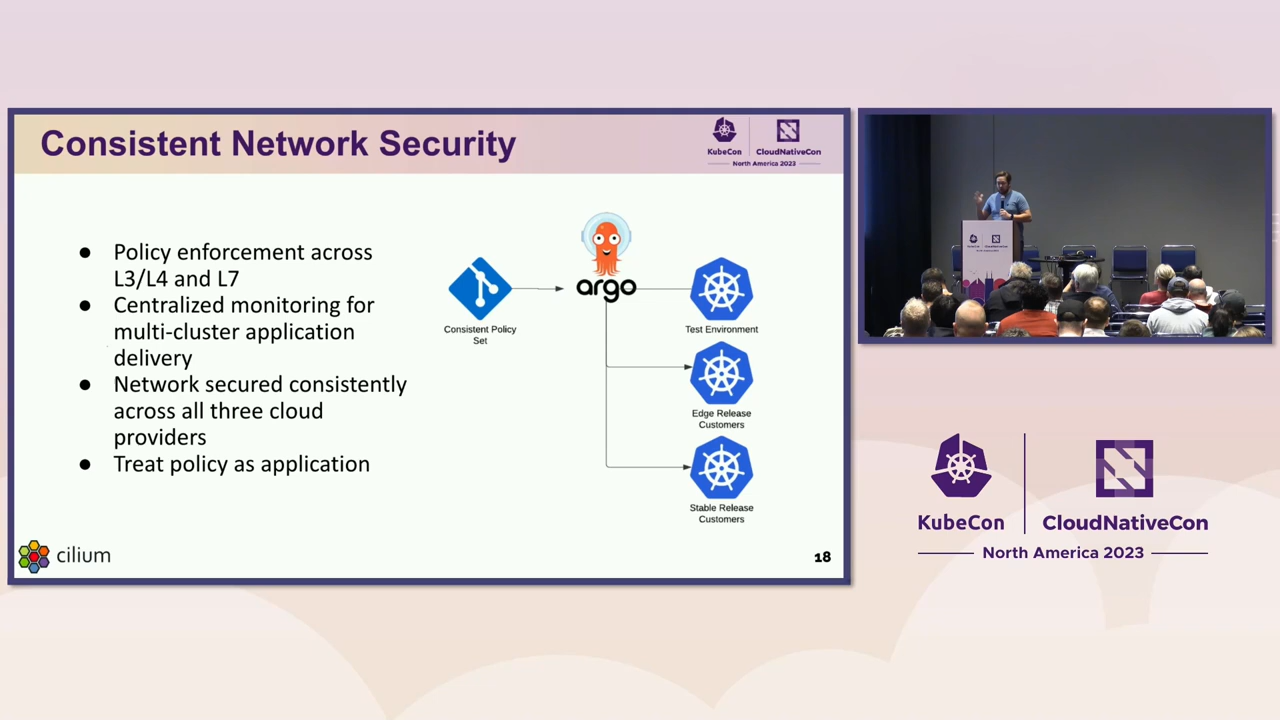 Consistent Network Security
KubeCon
CloudNativeCon
North America 2023
● Policy enforcement across
L3/L4 and L7
● Centralized monitoring for
multi-cluster application
delivery
● Network secured consistently
across all three cloud
providers
● Treat policy as application
Consistent Policy
Set
argo
Test Environment
Edge Release
Customers
Stable Release
Customers
cilium
18
KubeCon
CloudNativeCon
North America 2023